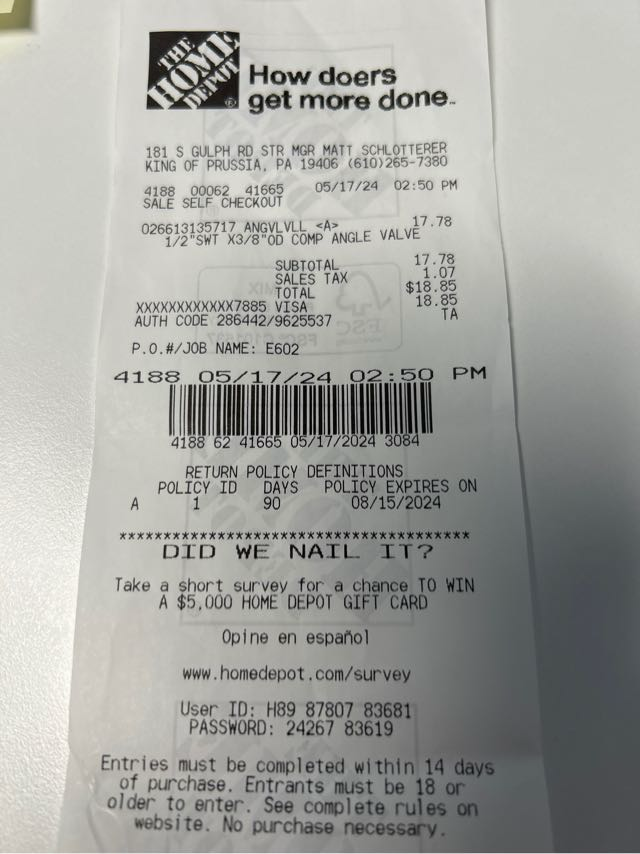 THE
HOME
DEPOT
How doers
get more done.
181 S GULPH RD STR MGR MATT SCHLOTTERER
KING OF PRUSSIA, PA 19406 (610)265-7380
4188 00062 41665 05/17/24 02:50 PM
SALE SELF CHECKOUT
026613135717 ANGVLVLL <A> 17.78
1/2"SWT X3/8"OD COMP ANGLE VALVE
SUBTOTAL 17.78
SALES TAX 1.07
TOTAL $18.85
XXXXXXXXXXXX7885 VISA 18.85
AUTH CODE 286442/9625537 TA
P.O.#/JOB NAME: E602
4188 05/17/24 02:50 PM
4188 62 41665 05/17/2024 3084
RETURN POLICY DEFINITIONS
POLICY ID DAYS POLICY EXPIRES ON
A 1 90 08/15/2024
***************************************
DID WE NAIL IT?
Take a short survey for a chance TO WIN
A $5,000 HOME DEPOT GIFT CARD
Opine en español
www.homedepot.com/survey
User ID: H89 87807 83681
PASSWORD: 24267 83619
Entries must be completed within 14 days
of purchase. Entrants must be 18 or
older to enter. See complete rules on
website. No purchase necessary.